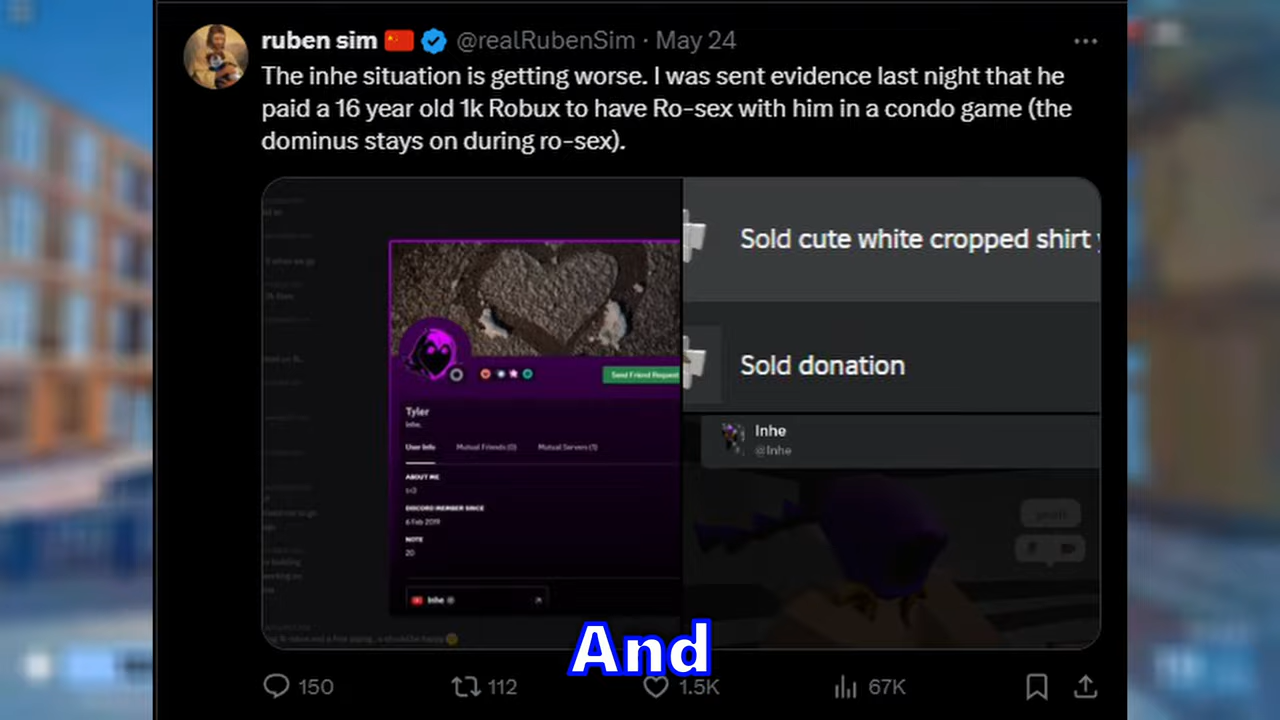 ruben sim 🇨🇳 @realRubenSim · May 24
The inhe situation is getting worse. I was sent evidence last night that he
paid a 16 year old 1k Robux to have Ro-sex with him in a condo game (the
dominus stays on during ro-sex).
Send Friend Request
Tyler
Inhe.
User Info Mutual Friends (0) Mutual Servers (1)
ABOUT ME
DISCORD MEMBER SINCE
6 Feb 2019
NOTE
20
Inhe
Sold cute white cropped shirt
Sold donation
Inhe
@Inhe
And
150 112 1.5K 67K